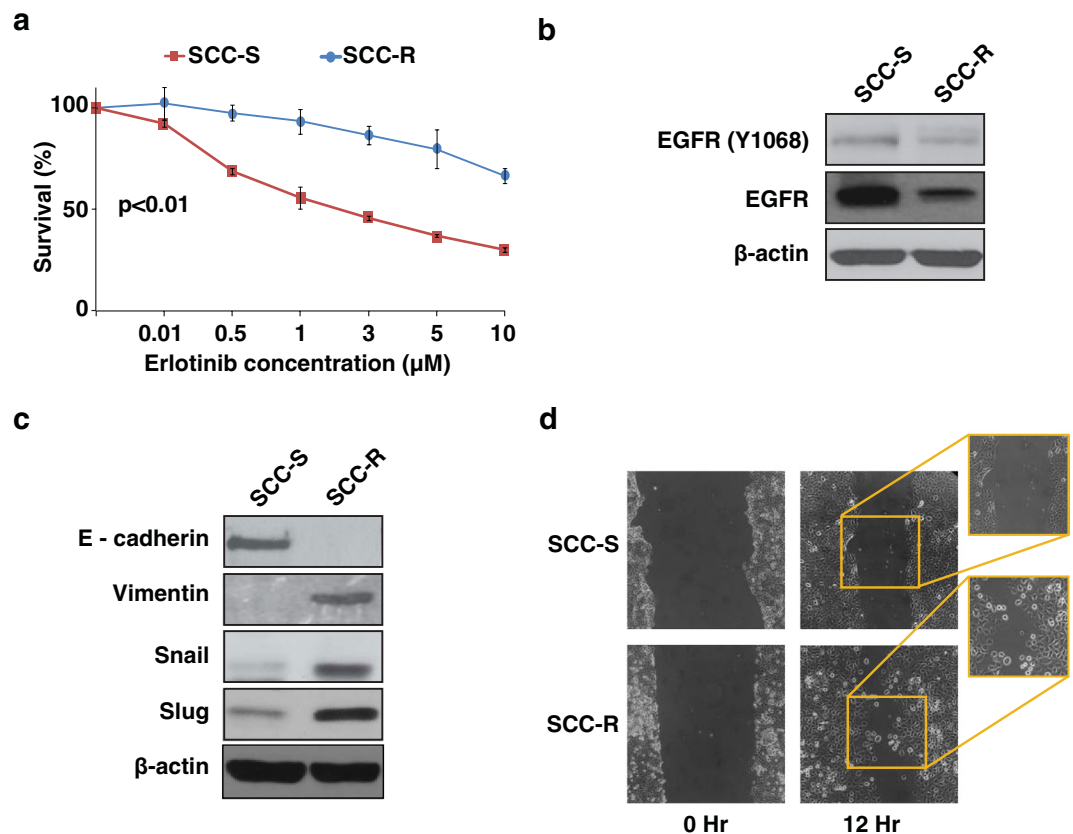 a
SCC-S SCC-R
100
50
0
Survival (%)
p<0.01
0.01 0.5 1 3 5 10
Erlotinib concentration (µM)
b
SCC-S SCC-R
EGFR (Y1068)
EGFR
β-actin
c
SCC-S SCC-R
E - cadherin
Vimentin
Snail
Slug
β-actin
d
SCC-S
SCC-R
0 Hr 12 Hr